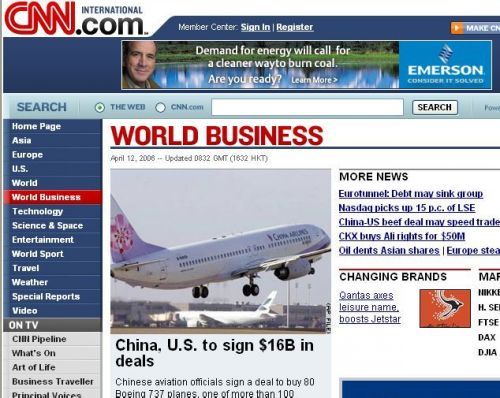 CNN.com
INTERNATIONAL
Member Center: Sign In | Register
MAKE CN
Demand for energy will call for
a cleaner way to burn coal.
Are you ready? Learn More >
EMERSON
CONSIDER IT SOLVED
SEARCH
THE WEB
CNN.com
SEARCH
Powe
Home Page
Asia
Europe
U.S.
World
World Business
Technology
Science & Space
Entertainment
World Sport
Travel
Weather
Special Reports
Video
ON TV
CNN Pipeline
What's On
Art of Life
Business Traveller
Principal Voices
WORLD BUSINESS
April 12, 2006 -- Updated 0832 GMT (1632 HKT)
CHINA AIRLINES
China, U.S. to sign $16B in
deals
Chinese aviation officials sign a deal to buy 80
Boeing 737 planes, one of more than 100
MORE NEWS
Eurotunnel: Debt may sink group
Nasdaq picks up 15 p.c. of LSE
China-US beef deal may speed trade
CKX buys Ali rights for $50M
Oil dents Asian shares | Europe stea
CHANGING BRANDS
Qantas axes
leisure name,
boosts Jetstar
MAR
NIKKE
H. SE
FTSE
DAX
DJIA